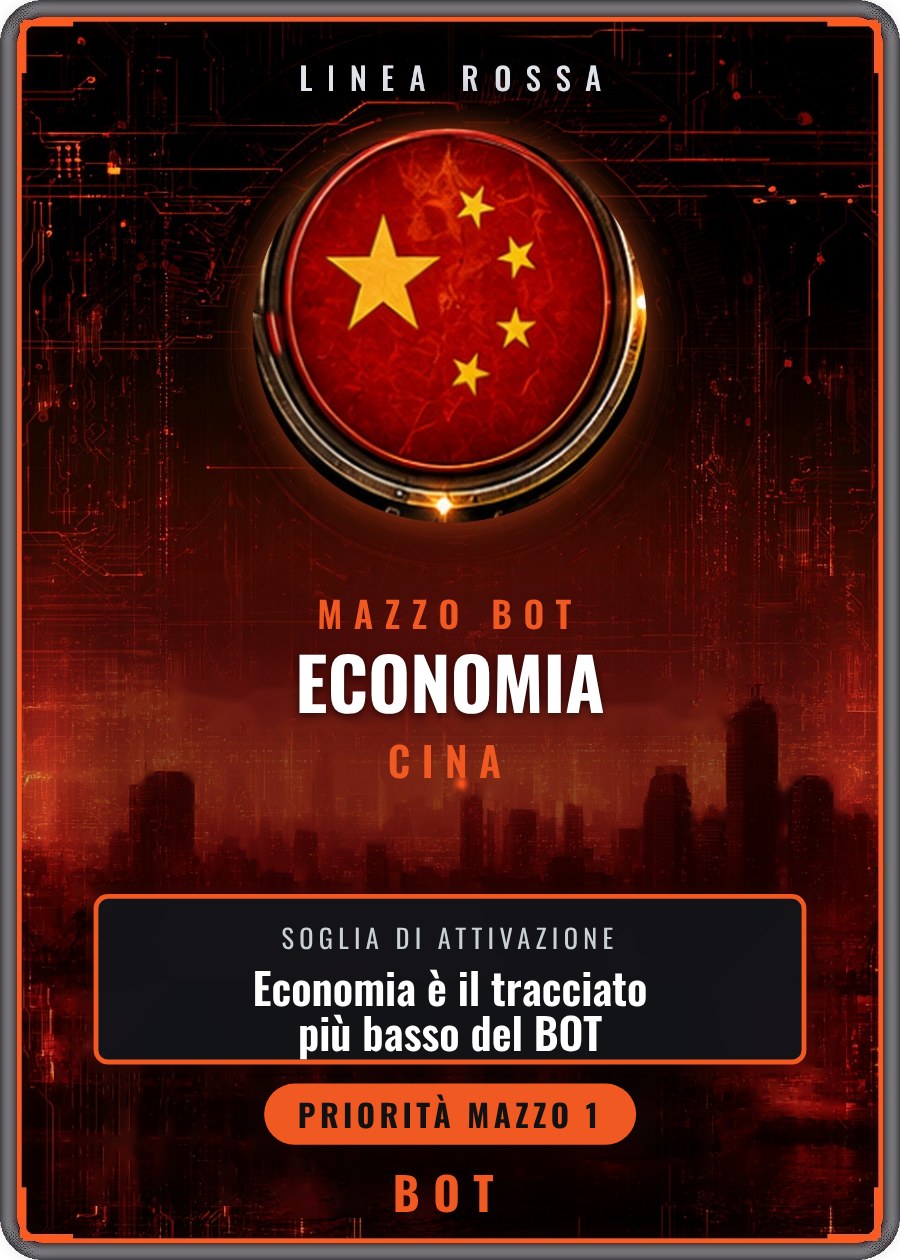 LINEA ROSSA
MAZZO BOT
ECONOMIA
CINA
SOGLIA DI ATTIVAZIONE
Economia è il tracciato
più basso del BOT
PRIORITÀ MAZZO 1
BOT